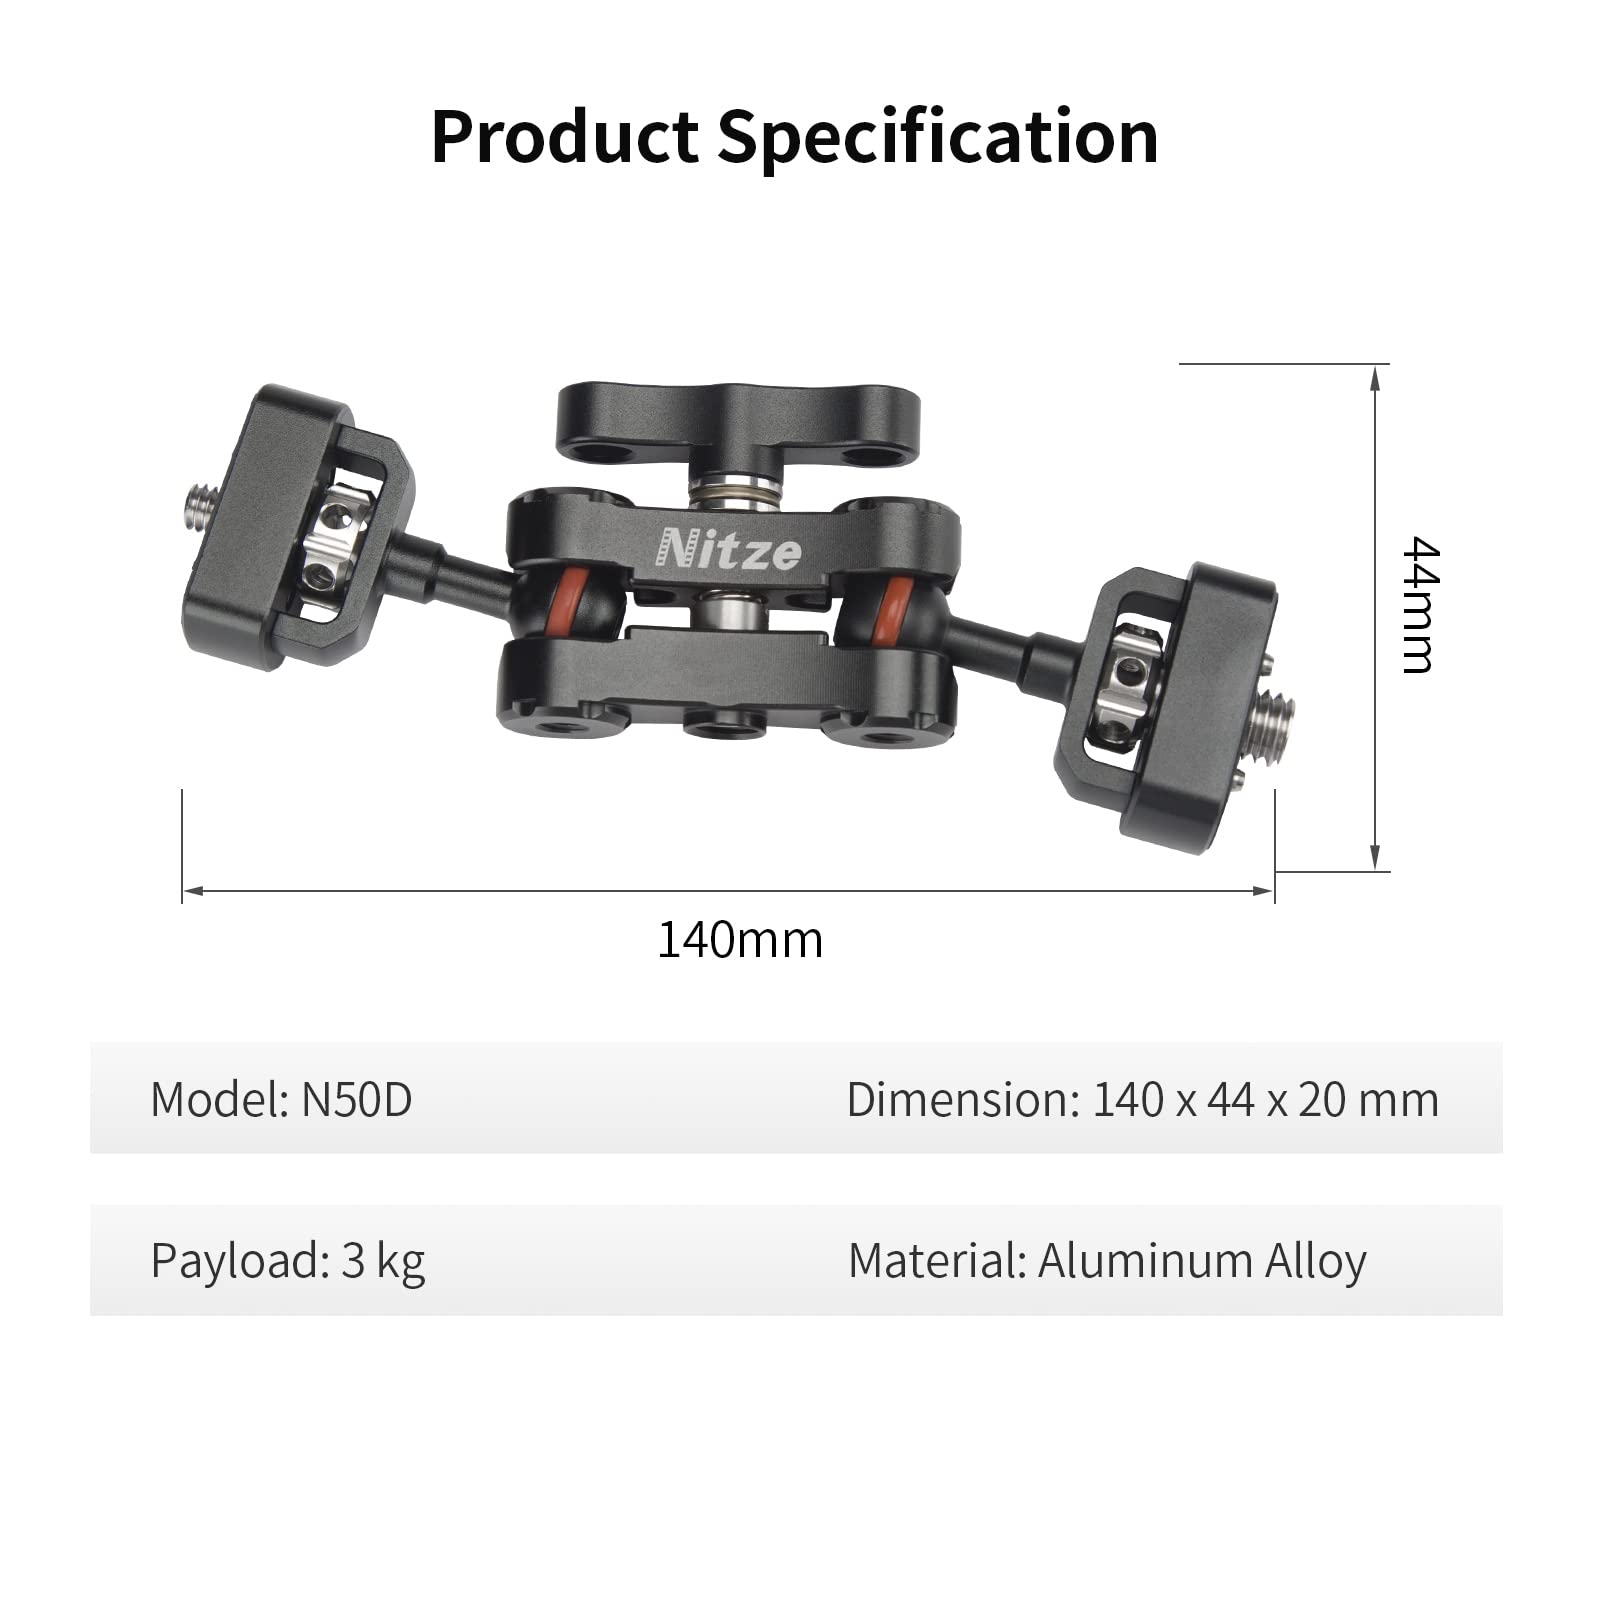 Product Specification
Nitze
44mm
140mm
Model: N50D
Dimension: 140 x 44 x 20 mm
Payload: 3 kg
Material: Aluminum Alloy